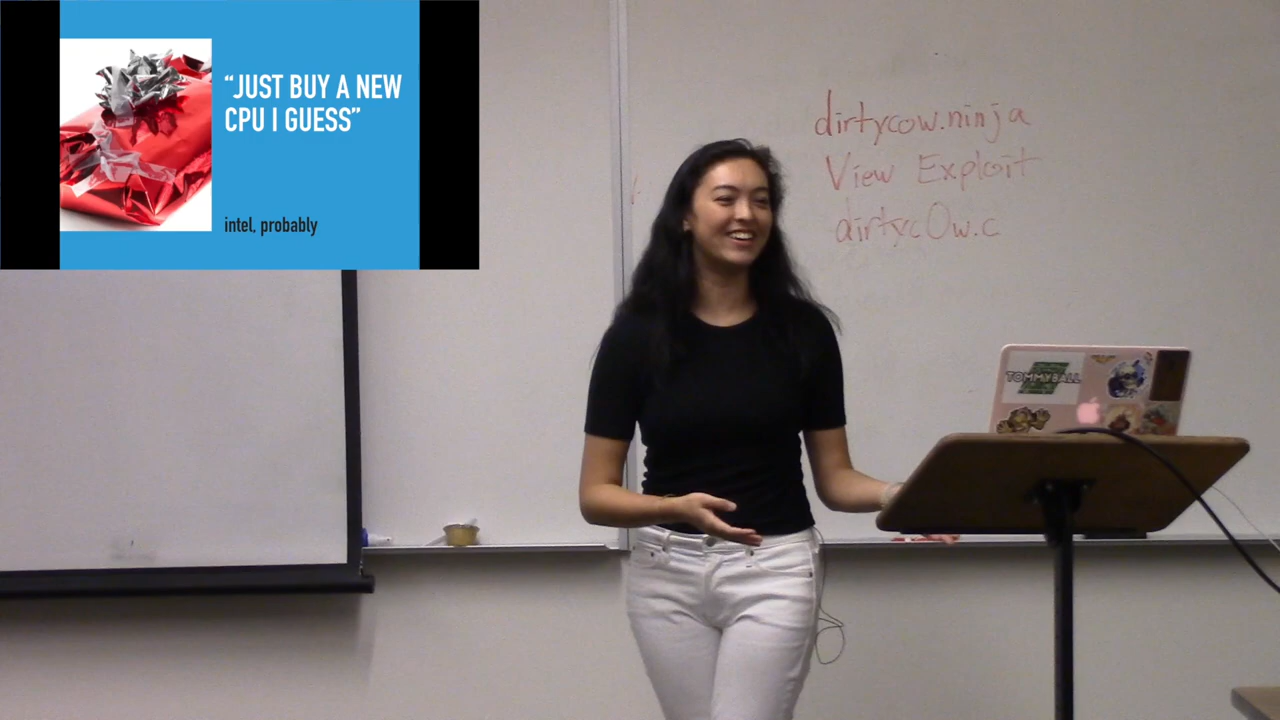 “JUST BUY A NEW
CPU I GUESS”
intel, probably
dirtycow.ninja
View Exploit
dirtyc0w.c
TOMMYBALL